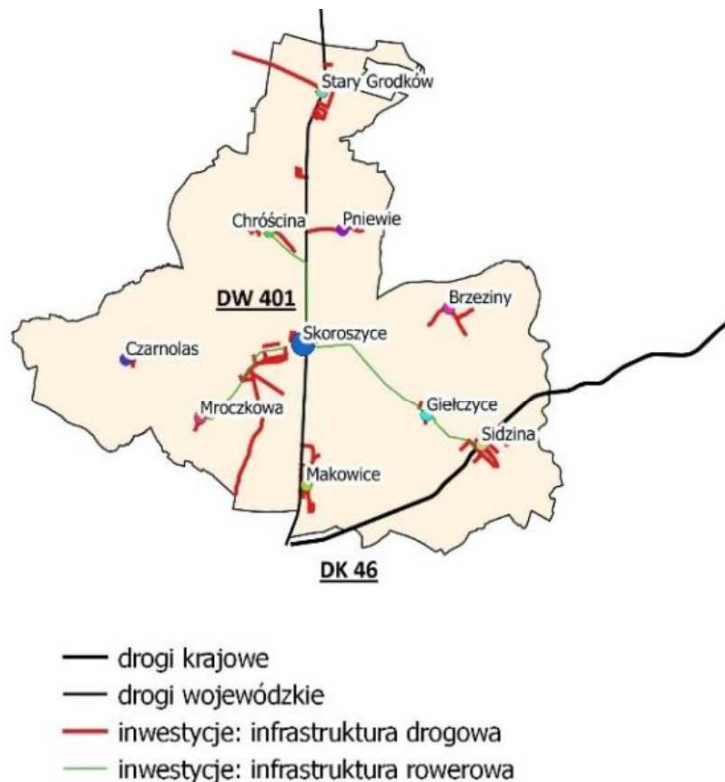 Stary Grodków
Chróścina
Pniewie
DW 401
Brzeziny
Skoroszyce
Czarnolas
Mroczkowa
Giełczyce
Sidzina
Makowice
DK 46
drogi krajowe
drogi wojewódzkie
inwestycje: infrastruktura drogowa
inwestycje: infrastruktura rowerowa